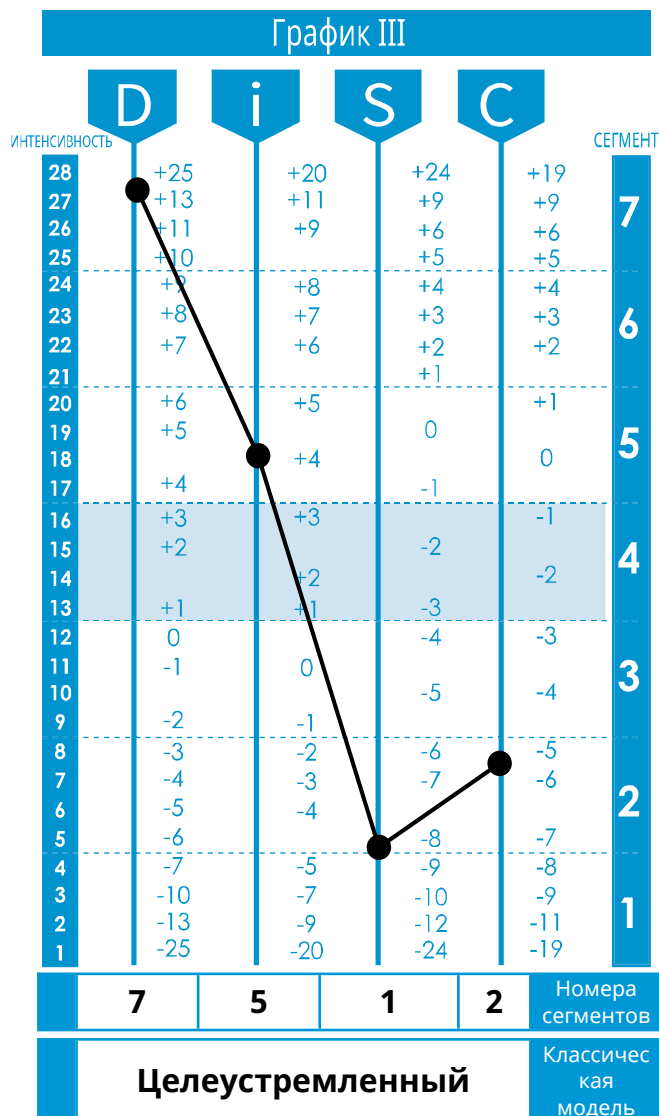 График III
D i S C
ИНТЕНСИВНОСТЬ СЕГМЕНТ
28 +25 +20 +24 +19
27 +13 +11 +9 +9 7
26 +11 +9 +6 +6
25 +10 +5 +5
24 +9 +8 +4 +4
23 +8 +7 +3 +3 6
22 +7 +6 +2 +2
21 +1
20 +6 +5 +1
19 +5 0 5
18 +4 0
17 +4 -1
16 +3 +3 -1
15 +2 -2 4
14 +2 -2
13 +1 +1 -3
12 0 -4 -3
11 -1 0 3
10 -5 -4
9 -2 -1
8 -3 -2 -6 -5
7 -4 -3 -7 -6 2
6 -5 -4
5 -6 -8 -7
4 -7 -5 -9 -8
3 -10 -7 -10 -9 1
2 -13 -9 -12 -11
1 -25 -20 -24 -19
7 5 1 2 Номера
сегментов
Целеустремленный Классичес
кая
модель